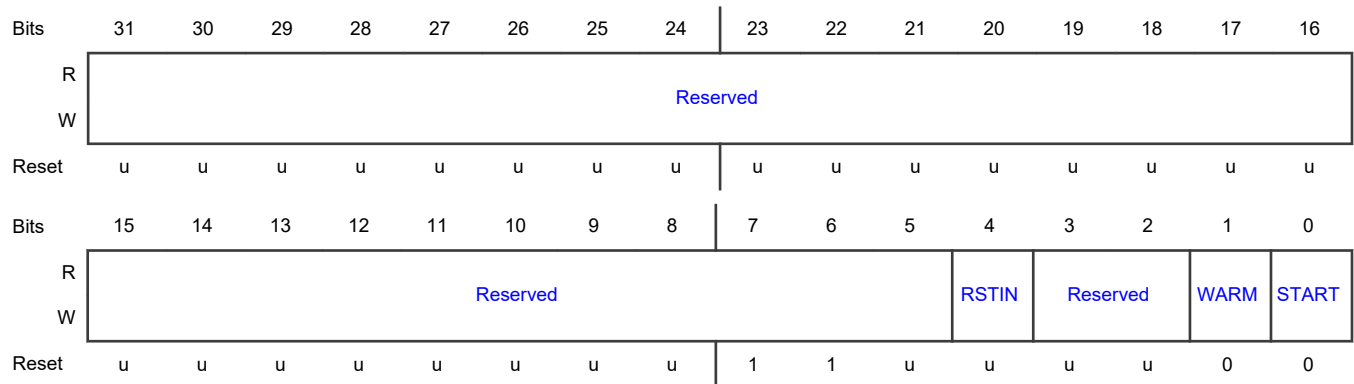 Bits 31 30 29 28 27 26 25 24 23 22 21 20 19 18 17 16
R
Reserved
W
Reset u u u u u u u u u u u u u u u u
Bits 15 14 13 12 11 10 9 8 7 6 5 4 3 2 1 0
R
Reserved RSTIN Reserved WARM START
W
Reset u u u u u u u u 1 1 u u u u 0 0